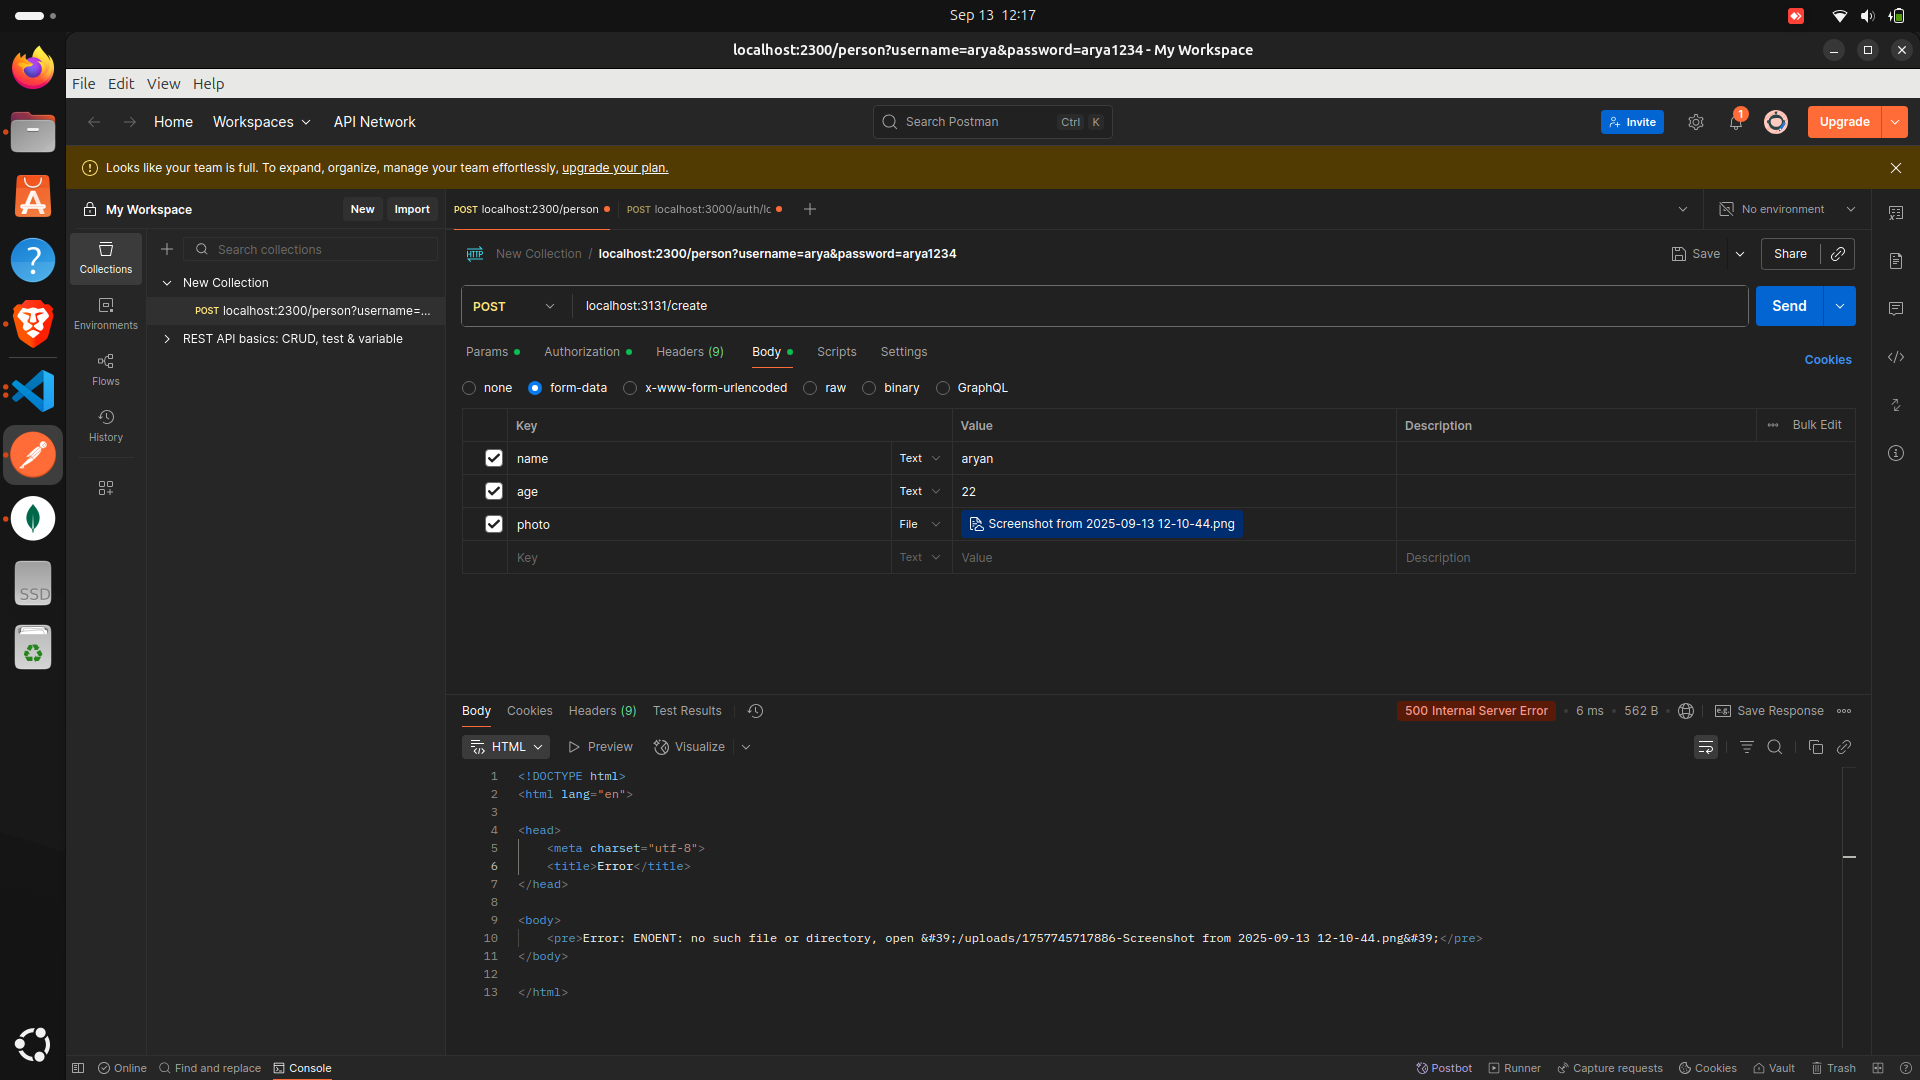 Sep 13 12:17
localhost:2300/person?username=arya&password=arya1234 - My Workspace
File Edit View Help
Home Workspaces API Network Search Postman Ctrl K Invite 1 Upgrade
Looks like your team is full. To expand, organize, manage your team effortlessly, upgrade your plan.
My Workspace New Import
POST localhost:2300/person POST localhost:3000/auth/lc No environment
Collections
Environments
Flows
History
Search collections
New Collection
POST localhost:2300/person?username=...
REST API basics: CRUD, test & variable
HTTP New Collection / localhost:2300/person?username=arya&password=arya1234 Save Share
POST localhost:3131/create Send
Params Authorization Headers (9) Body Scripts Settings Cookies
none form-data x-www-form-urlencoded raw binary GraphQL
Key Value Description Bulk Edit
name Text aryan
age Text 22
photo File Screenshot from 2025-09-13 12-10-44.png
Key Text Value Description
SSD
Body Cookies Headers (9) Test Results 500 Internal Server Error 6 ms 562 B e.g. Save Response
HTML Preview Visualize
1 <!DOCTYPE html>
2 <html lang="en">
3
4 <head>
5 <meta charset="utf-8">
6 <title>Error</title>
7 </head>
8
9 <body>
10 <pre>Error: ENOENT: no such file or directory, open &#39;/uploads/1757745717886-Screenshot from 2025-09-13 12-10-44.png&#39;</pre>
11 </body>
12
13 </html>
Online Find and replace Console Postbot Runner Capture requests Cookies Vault Trash